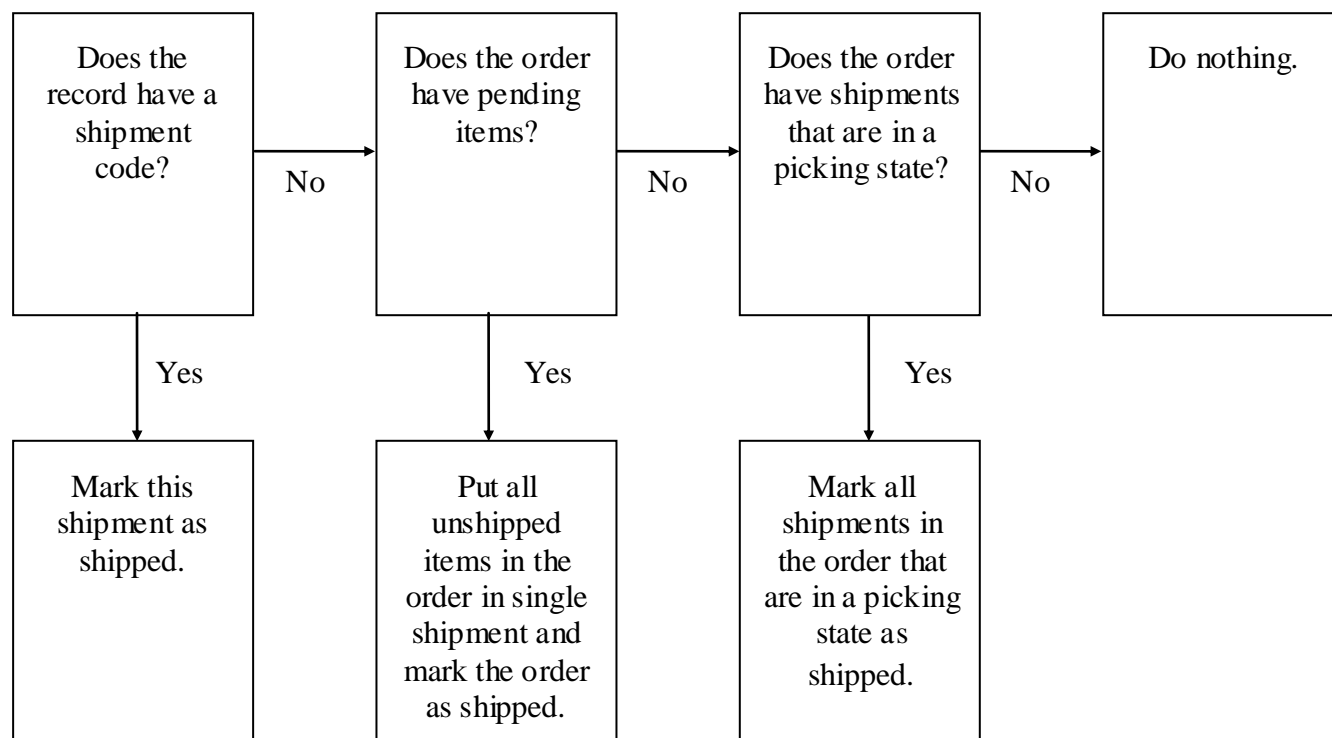 Does the
record have a
shipment
code?
No
Does the order
have pending
items?
No
Does the order
have shipments
that are in a
picking state?
No
Do nothing.
Yes
Yes
Yes
Mark this
shipment as
shipped.
Put all
unshipped
items in the
order in single
shipment and
mark the order
as shipped.
Mark all
shipments in
the order that
are in a picking
state as
shipped.